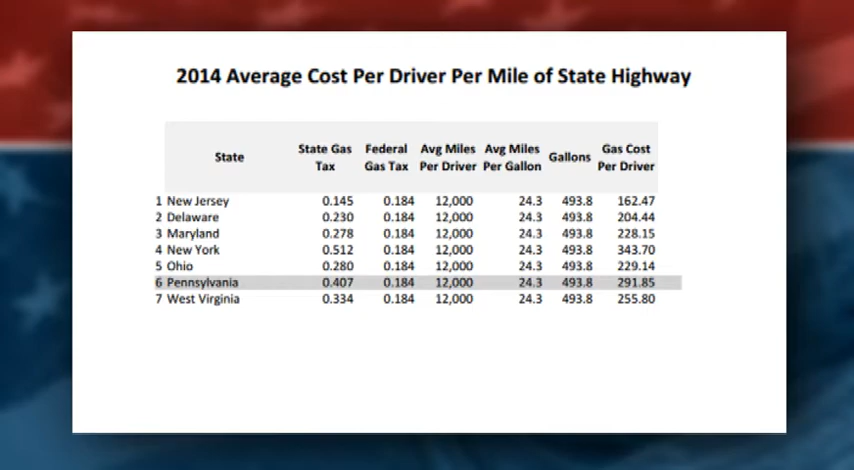 2014 Average Cost Per Driver Per Mile of State Highway
State State Gas Tax Federal Gas Tax Avg Miles Per Driver Avg Miles Per Gallon Gallons Gas Cost Per Driver
1 New Jersey 0.145 0.184 12,000 24.3 493.8 162.47
2 Delaware 0.230 0.184 12,000 24.3 493.8 204.44
3 Maryland 0.278 0.184 12,000 24.3 493.8 228.15
4 New York 0.512 0.184 12,000 24.3 493.8 343.70
5 Ohio 0.280 0.184 12,000 24.3 493.8 229.14
6 Pennsylvania 0.407 0.184 12,000 24.3 493.8 291.85
7 West Virginia 0.334 0.184 12,000 24.3 493.8 255.80